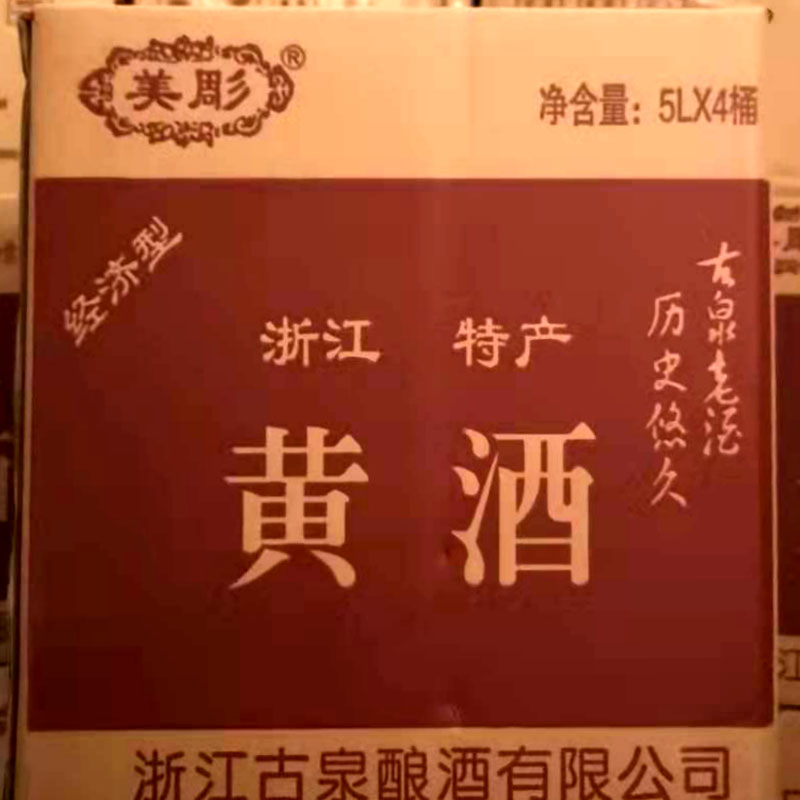 美彫®
净含量：5LX4桶
经济型
浙江 特产
古泉老酒
历史悠久
黄酒
浙江古泉酿酒有限公司